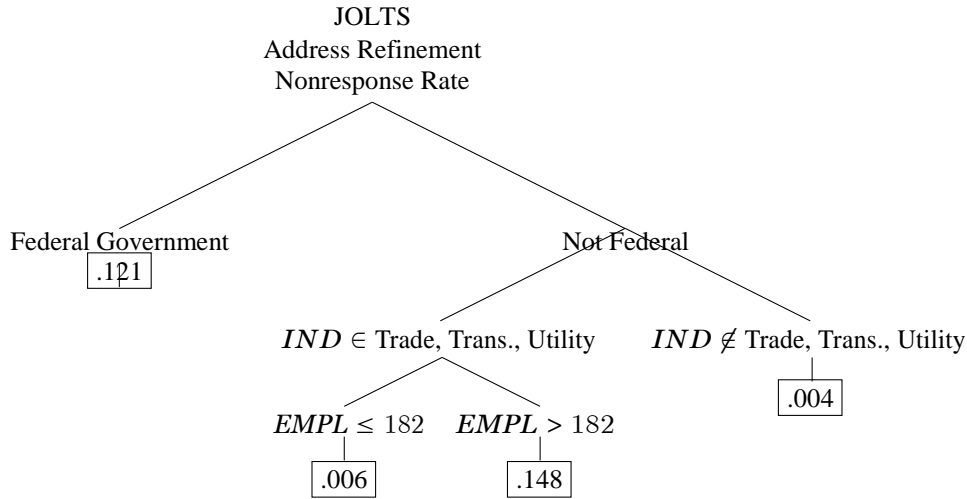 JOLTS
Address Refinement
Nonresponse Rate
Federal Government
.121
Not Federal
IND ∈ Trade, Trans., Utility
IND ∉ Trade, Trans., Utility
.004
EMPL ≤ 182
EMPL > 182
.006
.148